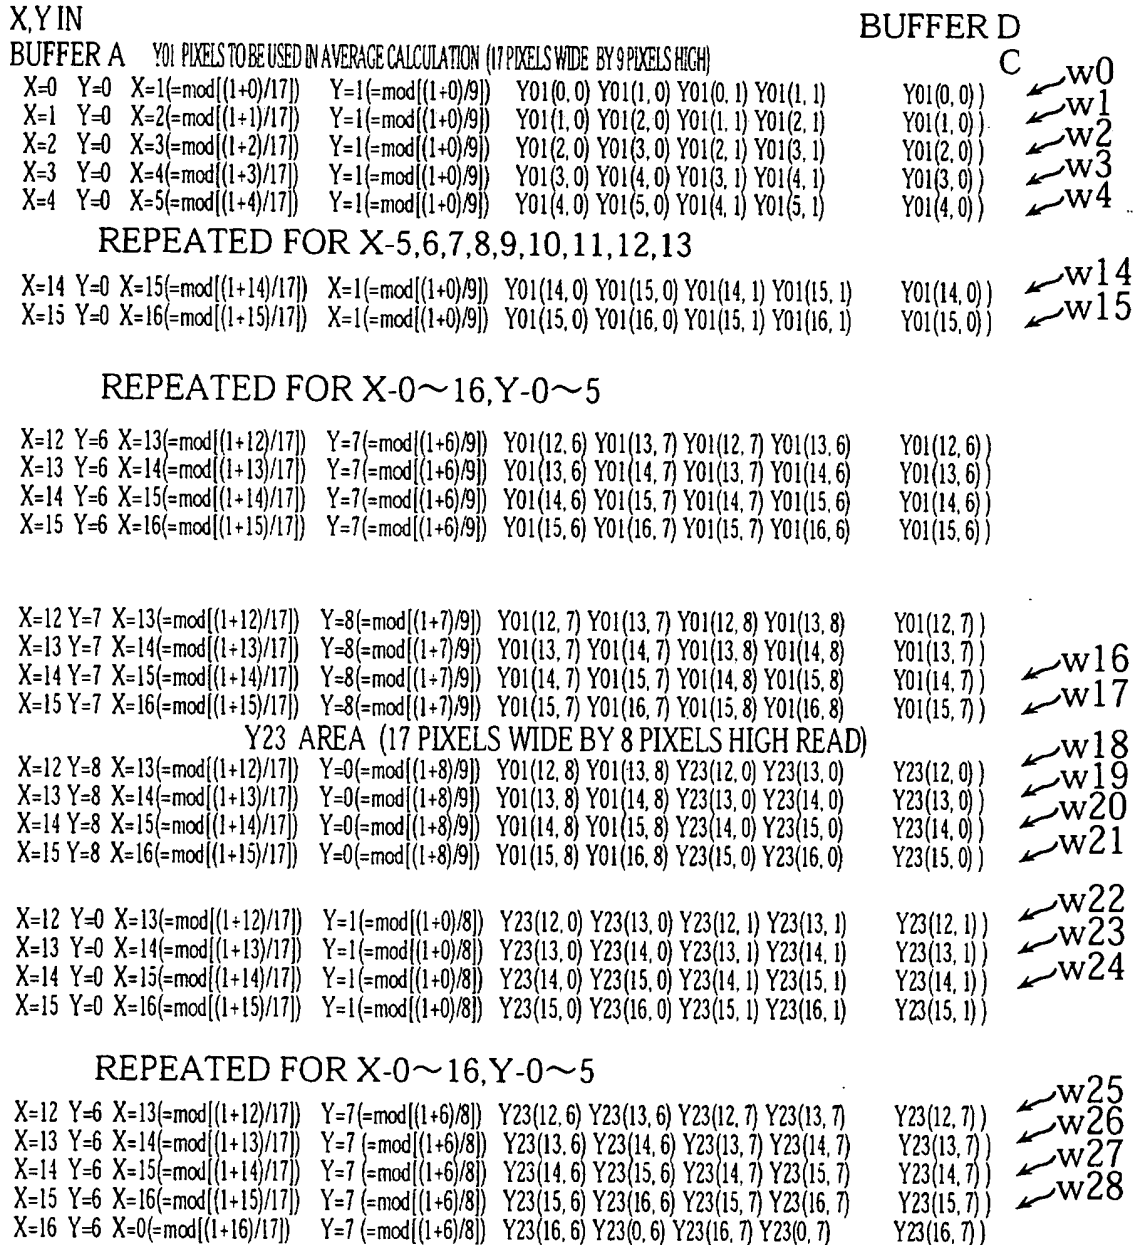 X,Y IN
BUFFER A Y01 PIXELS TO BE USED IN AVERAGE CALCULATION (17 PIXELS WIDE BY 9 PIXELS HIGH) BUFFER D
C
X=0 Y=0 X=1(=mod[(1+0)/17]) Y=1(=mod[(1+0)/9]) Y01(0, 0) Y01(1, 0) Y01(0, 1) Y01(1, 1) Y01(0, 0) ) w0
X=1 Y=0 X=2(=mod[(1+1)/17]) Y=1(=mod[(1+0)/9]) Y01(1, 0) Y01(2, 0) Y01(1, 1) Y01(2, 1) Y01(1, 0) ) w1
X=2 Y=0 X=3(=mod[(1+2)/17]) Y=1(=mod[(1+0)/9]) Y01(2, 0) Y01(3, 0) Y01(2, 1) Y01(3, 1) Y01(2, 0) ) w2
X=3 Y=0 X=4(=mod[(1+3)/17]) Y=1(=mod[(1+0)/9]) Y01(3, 0) Y01(4, 0) Y01(3, 1) Y01(4, 1) Y01(3, 0) ) w3
X=4 Y=0 X=5(=mod[(1+4)/17]) Y=1(=mod[(1+0)/9]) Y01(4, 0) Y01(5, 0) Y01(4, 1) Y01(5, 1) Y01(4, 0) ) w4
REPEATED FOR X-5,6,7,8,9,10,11,12,13
X=14 Y=0 X=15(=mod[(1+14)/17]) X=1(=mod[(1+0)/9]) Y01(14, 0) Y01(15, 0) Y01(14, 1) Y01(15, 1) Y01(14, 0) ) w14
X=15 Y=0 X=16(=mod[(1+15)/17]) X=1(=mod[(1+0)/9]) Y01(15, 0) Y01(16, 0) Y01(15, 1) Y01(16, 1) Y01(15, 0) ) w15
REPEATED FOR X-0~16,Y-0~5
X=12 Y=6 X=13(=mod[(1+12)/17]) Y=7(=mod[(1+6)/9]) Y01(12, 6) Y01(13, 7) Y01(12, 7) Y01(13, 6) Y01(12, 6) )
X=13 Y=6 X=14(=mod[(1+13)/17]) Y=7(=mod[(1+6)/9]) Y01(13, 6) Y01(14, 7) Y01(13, 7) Y01(14, 6) Y01(13, 6) )
X=14 Y=6 X=15(=mod[(1+14)/17]) Y=7(=mod[(1+6)/9]) Y01(14, 6) Y01(15, 7) Y01(14, 7) Y01(15, 6) Y01(14, 6) )
X=15 Y=6 X=16(=mod[(1+15)/17]) Y=7(=mod[(1+6)/9]) Y01(15, 6) Y01(16, 7) Y01(15, 7) Y01(16, 6) Y01(15, 6) )
X=12 Y=7 X=13(=mod[(1+12)/17]) Y=8(=mod[(1+7)/9]) Y01(12, 7) Y01(13, 7) Y01(12, 8) Y01(13, 8) Y01(12, 7) )
X=13 Y=7 X=14(=mod[(1+13)/17]) Y=8(=mod[(1+7)/9]) Y01(13, 7) Y01(14, 7) Y01(13, 8) Y01(14, 8) Y01(13, 7) )
X=14 Y=7 X=15(=mod[(1+14)/17]) Y=8(=mod[(1+7)/9]) Y01(14, 7) Y01(15, 7) Y01(14, 8) Y01(15, 8) Y01(14, 7) ) w16
X=15 Y=7 X=16(=mod[(1+15)/17]) Y=8(=mod[(1+7)/9]) Y01(15, 7) Y01(16, 7) Y01(15, 8) Y01(16, 8) Y01(15, 7) ) w17
Y23 AREA (17 PIXELS WIDE BY 8 PIXELS HIGH READ)
X=12 Y=8 X=13(=mod[(1+12)/17]) Y=0(=mod[(1+8)/9]) Y01(12, 8) Y01(13, 8) Y23(12, 0) Y23(13, 0) Y23(12, 0) ) w18
X=13 Y=8 X=14(=mod[(1+13)/17]) Y=0(=mod[(1+8)/9]) Y01(13, 8) Y01(14, 8) Y23(13, 0) Y23(14, 0) Y23(13, 0) ) w19
X=14 Y=8 X=15(=mod[(1+14)/17]) Y=0(=mod[(1+8)/9]) Y01(14, 8) Y01(15, 8) Y23(14, 0) Y23(15, 0) Y23(14, 0) ) w20
X=15 Y=8 X=16(=mod[(1+15)/17]) Y=0(=mod[(1+8)/9]) Y01(15, 8) Y01(16, 8) Y23(15, 0) Y23(16, 0) Y23(15, 0) ) w21
X=12 Y=0 X=13(=mod[(1+12)/17]) Y=1(=mod[(1+0)/8]) Y23(12, 0) Y23(13, 0) Y23(12, 1) Y23(13, 1) Y23(12, 1) ) w22
X=13 Y=0 X=14(=mod[(1+13)/17]) Y=1(=mod[(1+0)/8]) Y23(13, 0) Y23(14, 0) Y23(13, 1) Y23(14, 1) Y23(13, 1) ) w23
X=14 Y=0 X=15(=mod[(1+14)/17]) Y=1(=mod[(1+0)/8]) Y23(14, 0) Y23(15, 0) Y23(14, 1) Y23(15, 1) Y23(14, 1) ) w24
X=15 Y=0 X=16(=mod[(1+15)/17]) Y=1(=mod[(1+0)/8]) Y23(15, 0) Y23(16, 0) Y23(15, 1) Y23(16, 1) Y23(15, 1) )
REPEATED FOR X-0~16,Y-0~5
X=12 Y=6 X=13(=mod[(1+12)/17]) Y=7(=mod[(1+6)/8]) Y23(12, 6) Y23(13, 6) Y23(12, 7) Y23(13, 7) Y23(12, 7) ) w25
X=13 Y=6 X=14(=mod[(1+13)/17]) Y=7 (=mod[(1+6)/8]) Y23(13, 6) Y23(14, 6) Y23(13, 7) Y23(14, 7) Y23(13, 7) ) w26
X=14 Y=6 X=15(=mod[(1+14)/17]) Y=7 (=mod[(1+6)/8]) Y23(14, 6) Y23(15, 6) Y23(14, 7) Y23(15, 7) Y23(14, 7) ) w27
X=15 Y=6 X=16(=mod[(1+15)/17]) Y=7 (=mod[(1+6)/8]) Y23(15, 6) Y23(16, 6) Y23(15, 7) Y23(16, 7) Y23(15, 7) ) w28
X=16 Y=6 X=0(=mod[(1+16)/17]) Y=7 (=mod[(1+6)/8]) Y23(16, 6) Y23(0, 6) Y23(16, 7) Y23(0, 7) Y23(16, 7) )